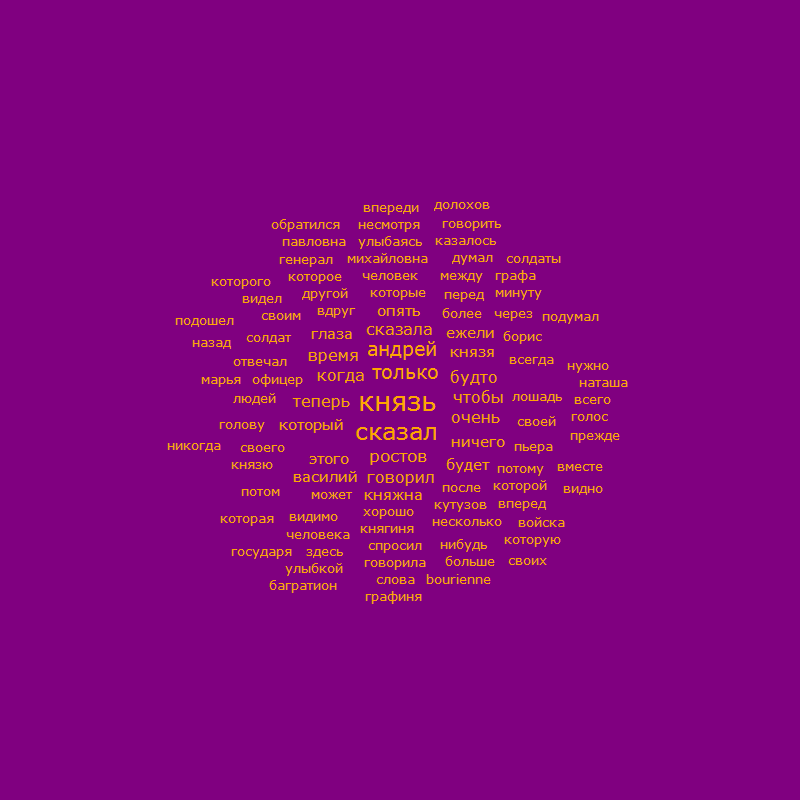 долохов
впереди
обратился несмотря говорить
павловна улыбаясь казалось
генерал михайловна думал солдаты
которого которое человек между графа
видел другой которые перед минуту
подошел своим вдруг опять более через подумал
назад солдат глаза сказала ежели борис
отвечал время андрей князя всегда нужно
марья офицер когда только будто наташа
людей теперь князь чтобы лошадь всего
голову который сказал очень своей голос
никогда своего ничего пьера прежде
князю этого ростов будет потому вместе
потом василий говорил после которой видно
может княжна кутузов вперед
которая видимо хорошо несколько войска
человека княгиня которую
государя здесь спросил нибудь
улыбкой говорила больше своих
багратион слова bourienne
графиня